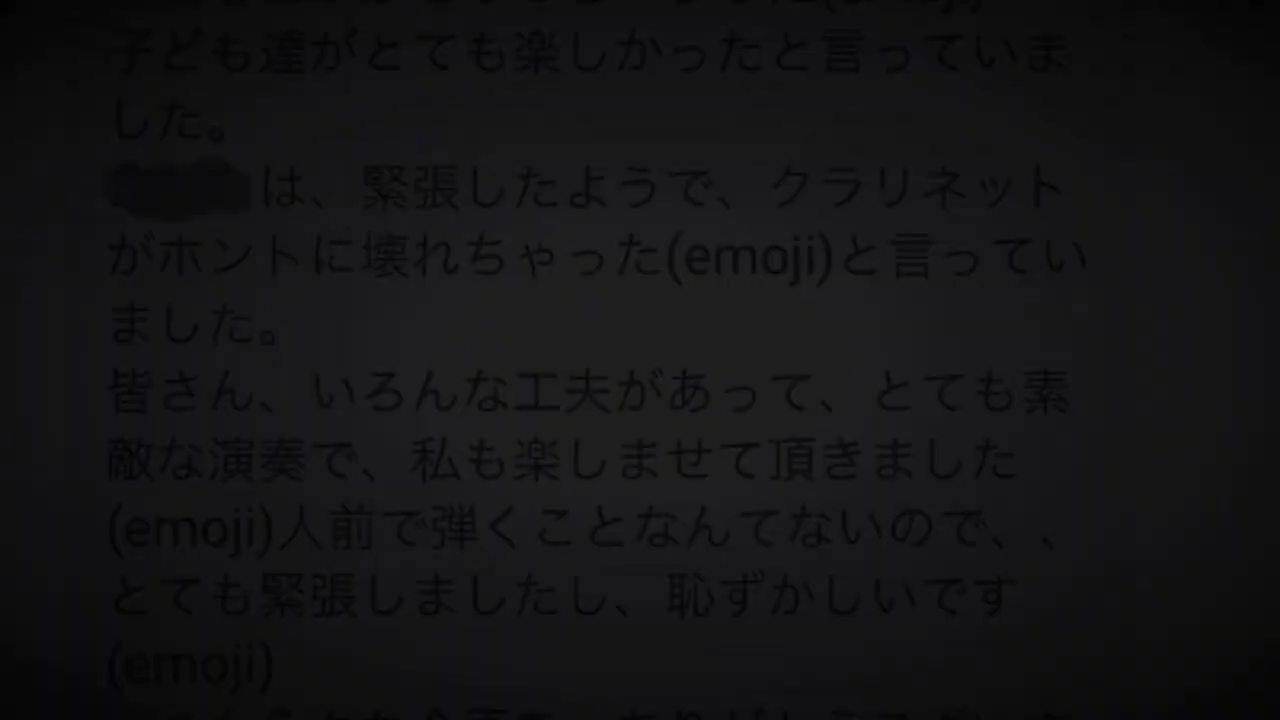 子ども達がとても楽しかったと言っていま
した。
は、緊張したようで、クラリネット
がホントに壊れちゃった(emoji)と言ってい
ました。
皆さん、いろんな工夫があって、とても素
敵な演奏で、私も楽しませて頂きました
(emoji)人前で弾くことなんてないので、、
とても緊張しましたし、恥ずかしいです
(emoji)